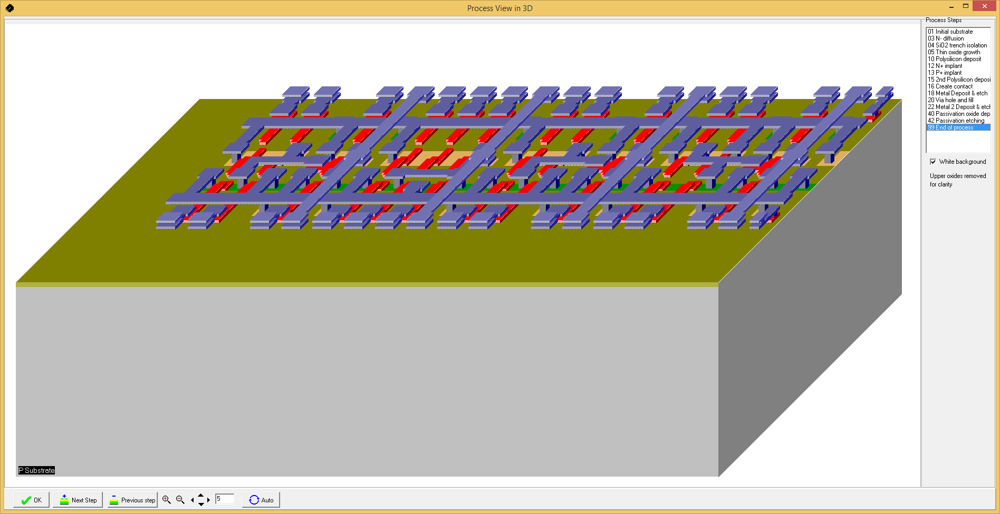 Process View in 3D
Process Steps
01 Initial substrate
03 N- diffusion
04 SiO2 trench isolation
05 Thin oxide growth
10 Polysilicon deposit
12 N+ implant
13 P+ implant
15 2nd Polysilicon deposi
16 Create contact
18 Metal Deposit & etch
20 Via hole and fill
22 Metal 2 Deposit & etch
40 Passivation oxide dep
42 Passivation etching
99 End of process
White background
Upper oxides removed
for clarity
P Substrate
OK
Next Step
Previous step
5
Auto